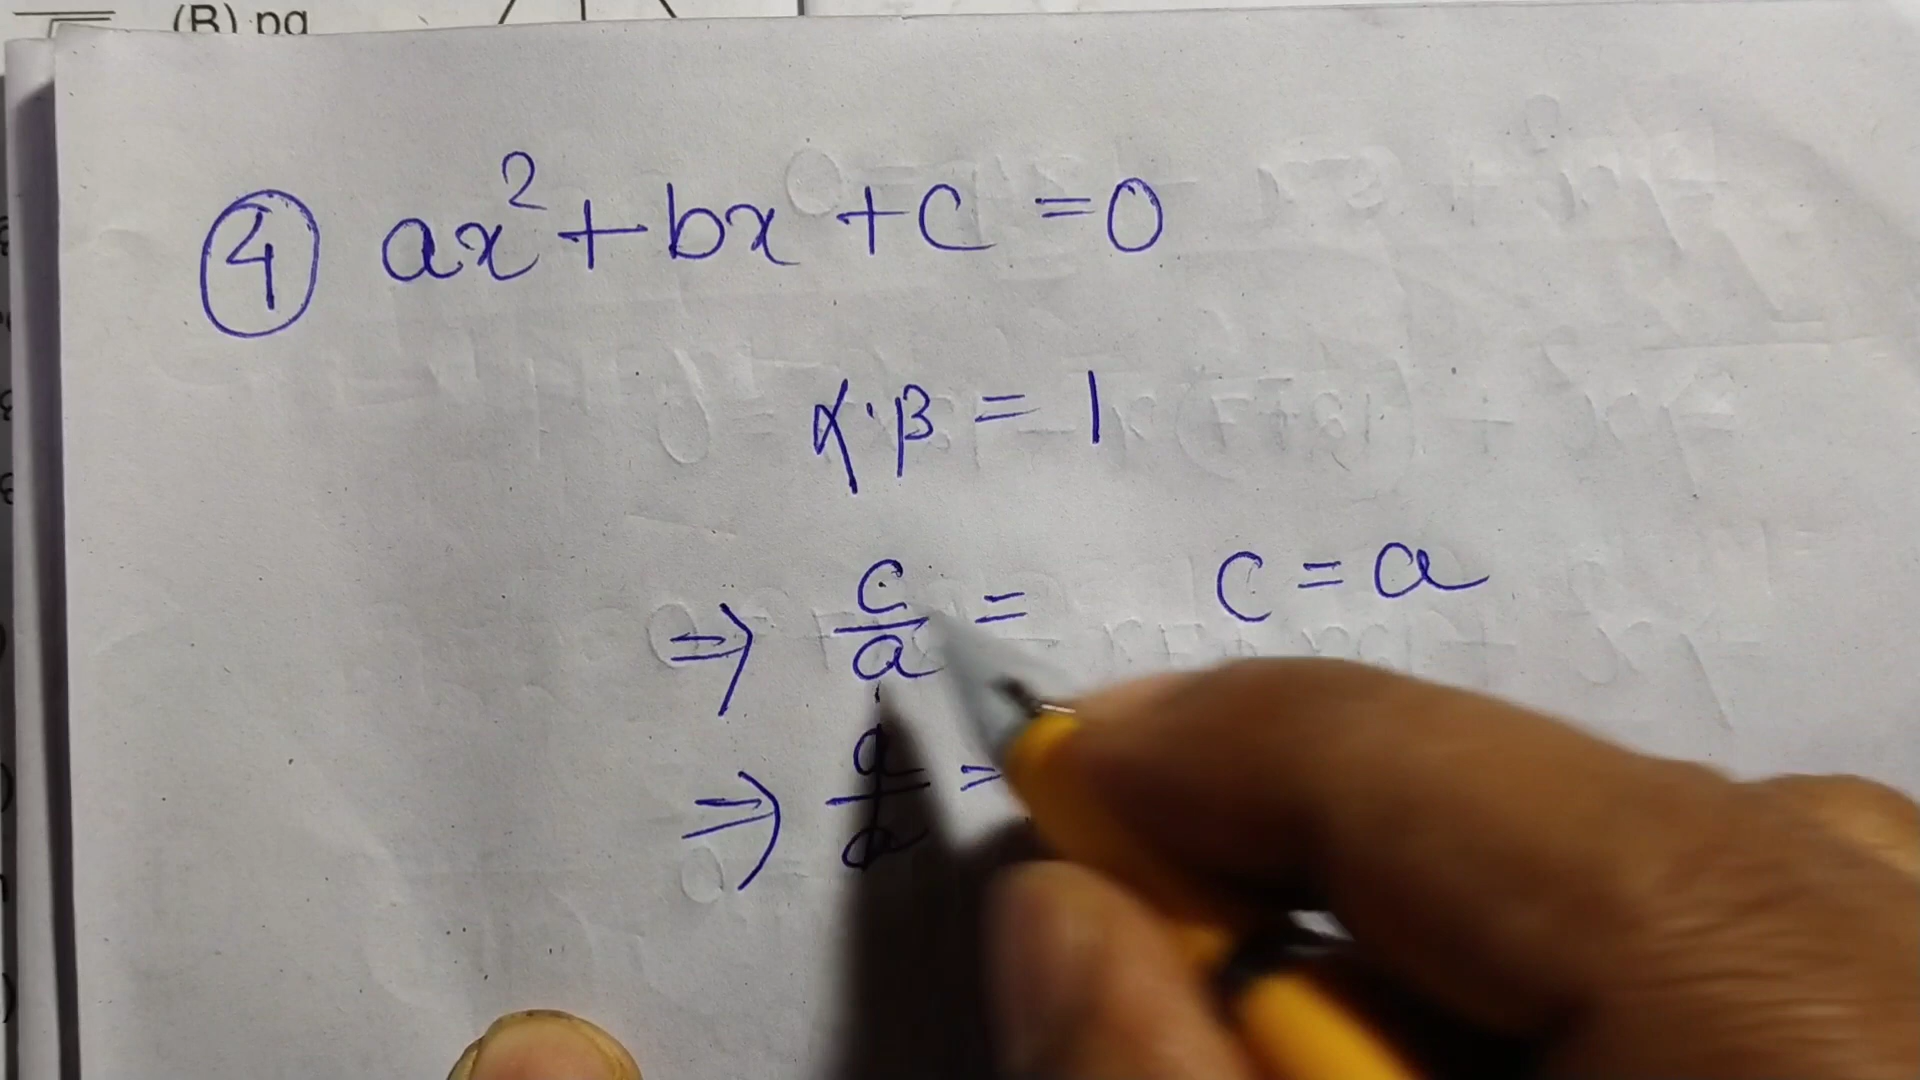 (B) pq
④ ax² + bx + c = 0
α·β = 1
⇒ c/a = c = a
⇒ a/a =